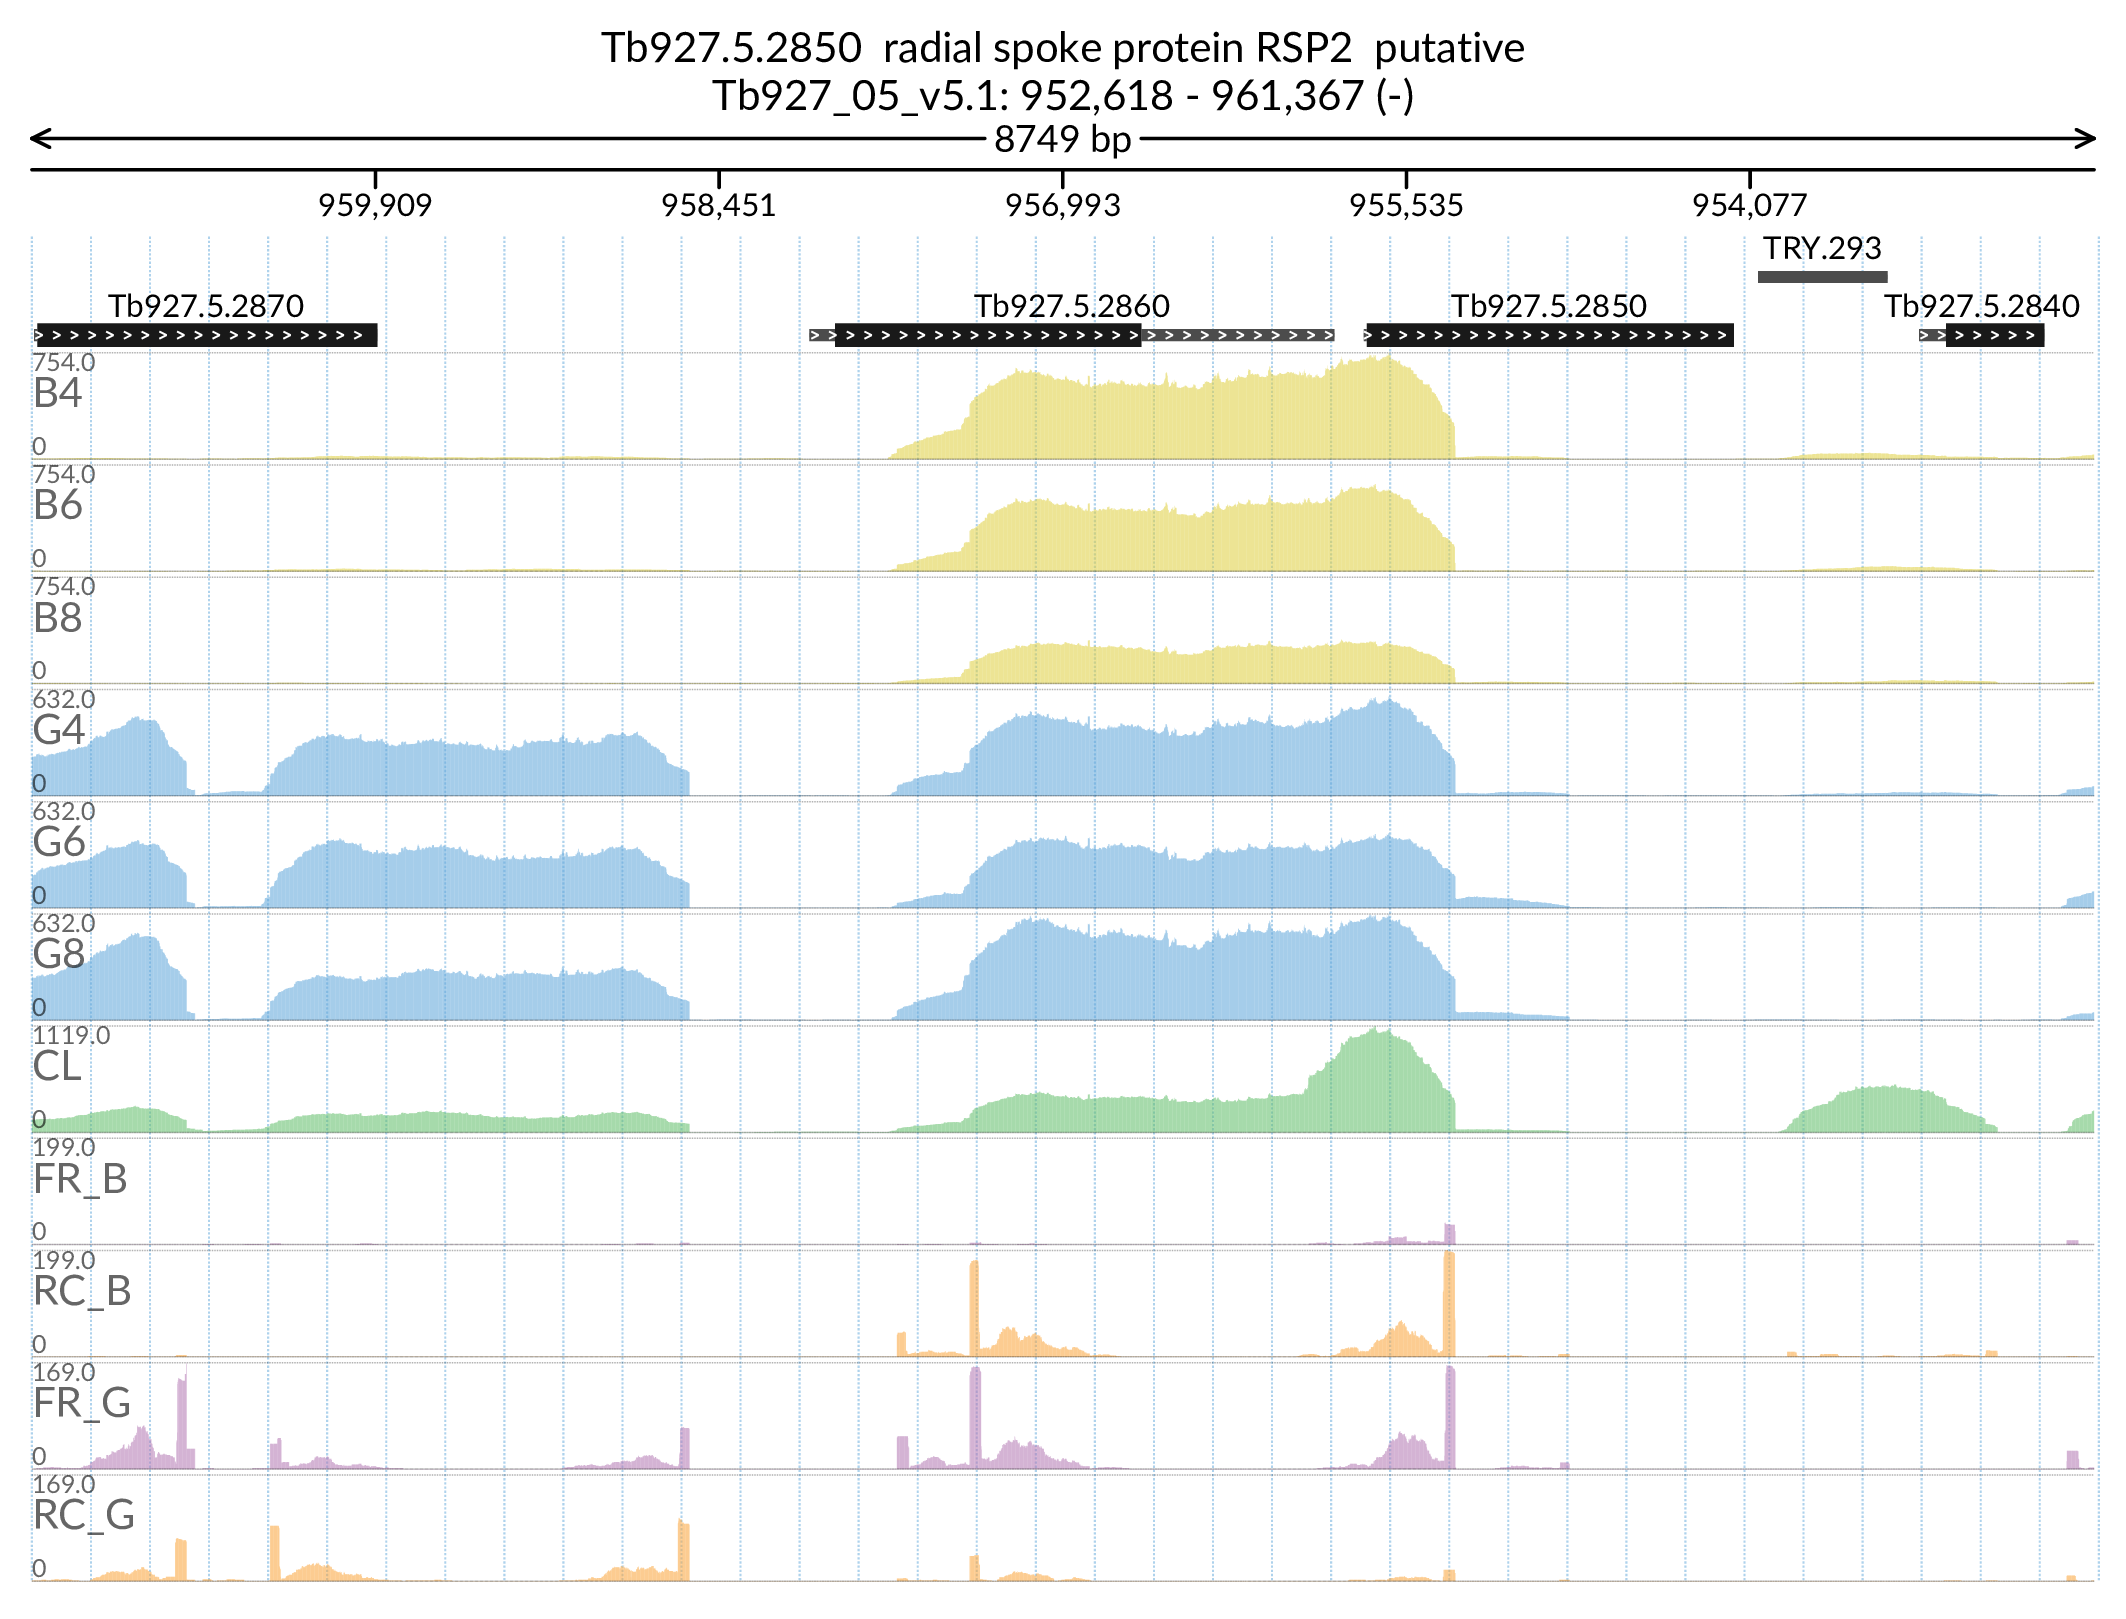 Tb927.5.2850 radial spoke protein RSP2 putative
Tb927_05_v5.1: 952,618 - 961,367 (-)
8749 bp
959,909 958,451 956,993 955,535 954,077
TRY.293
Tb927.5.2870 Tb927.5.2860 Tb927.5.2850 Tb927.5.2840
754.0
B4
0
754.0
B6
0
754.0
B8
0
632.0
G4
0
632.0
G6
0
632.0
G8
0
1119.0
CL
0
199.0
FR_B
0
199.0
RC_B
0
169.0
FR_G
0
169.0
RC_G
0